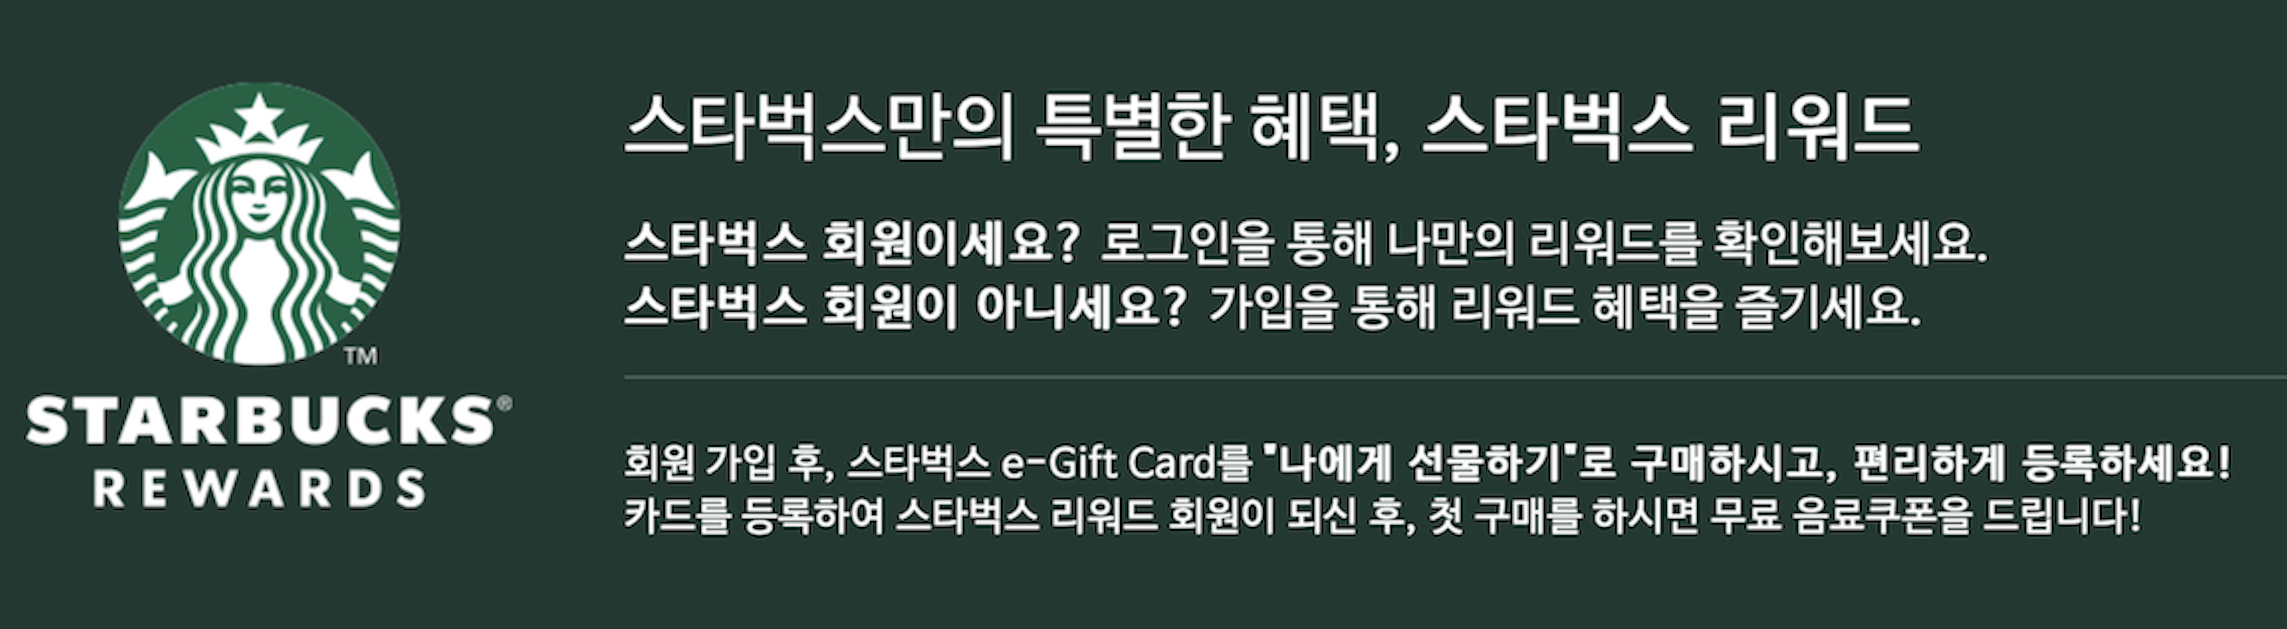 스타벅스만의 특별한 혜택, 스타벅스 리워드
스타벅스 회원이세요? 로그인을 통해 나만의 리워드를 확인해보세요.
스타벅스 회원이 아니세요? 가입을 통해 리워드 혜택을 즐기세요.
TM
STARBUCKS®
REWARDS
회원 가입 후, 스타벅스 e-Gift Card를 "나에게 선물하기"로 구매하시고, 편리하게 등록하세요!
카드를 등록하여 스타벅스 리워드 회원이 되신 후, 첫 구매를 하시면 무료 음료쿠폰을 드립니다!